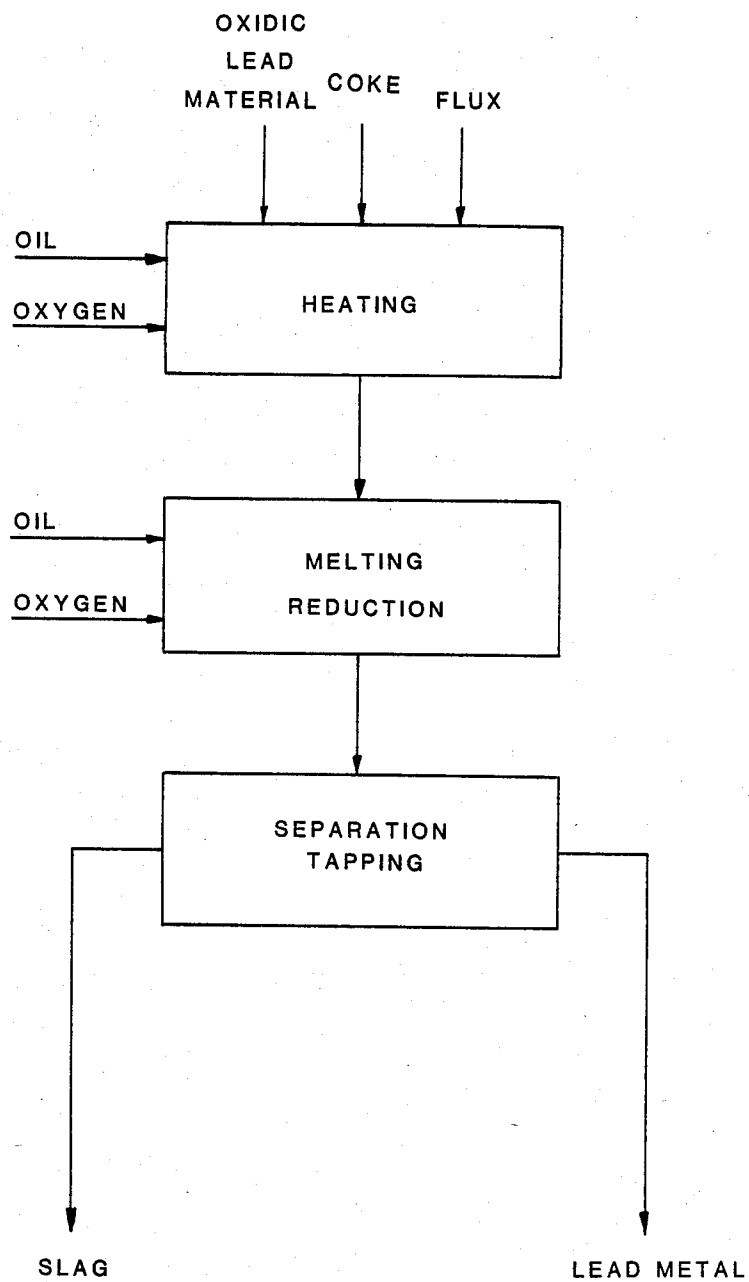 OXIDIC
LEAD
MATERIAL
COKE
FLUX
OIL
OXYGEN
HEATING
OIL
OXYGEN
MELTING
REDUCTION
SEPARATION
TAPPING
SLAG
LEAD METAL